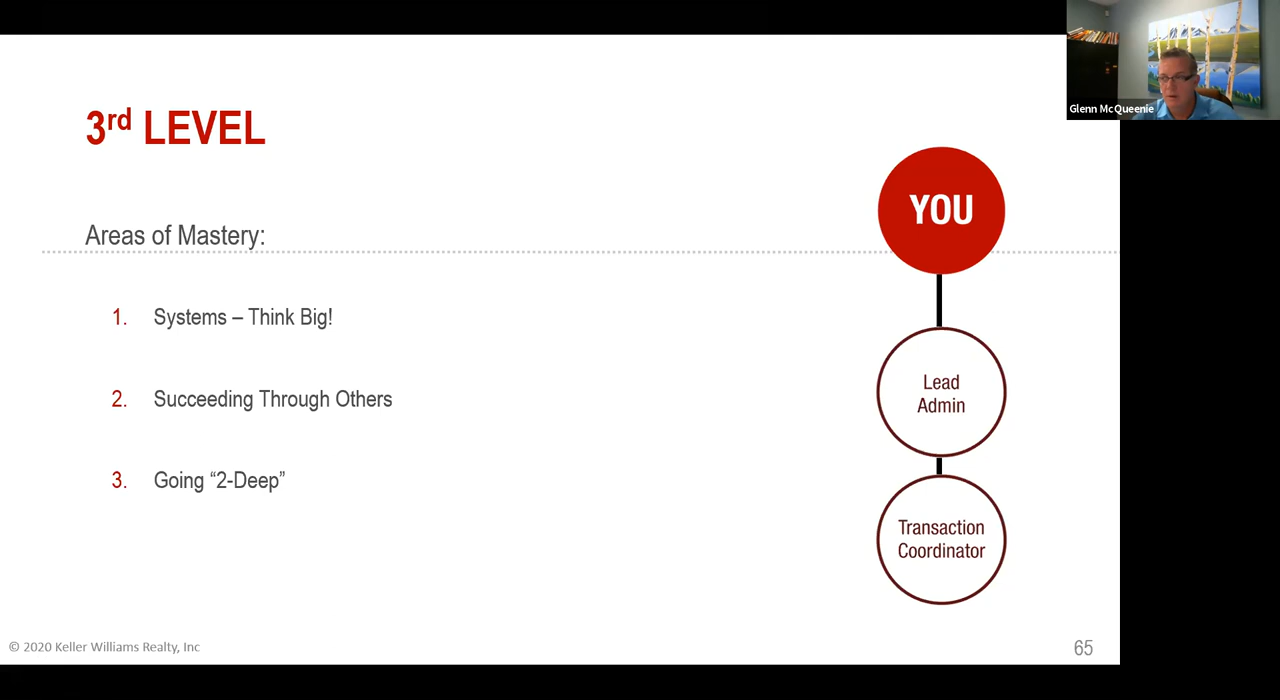 Glenn McQueenie
3rd LEVEL
YOU
Areas of Mastery:
1. Systems – Think Big!
2. Succeeding Through Others
3. Going “2-Deep”
Lead
Admin
Transaction
Coordinator
© 2020 Keller Williams Realty, Inc
65